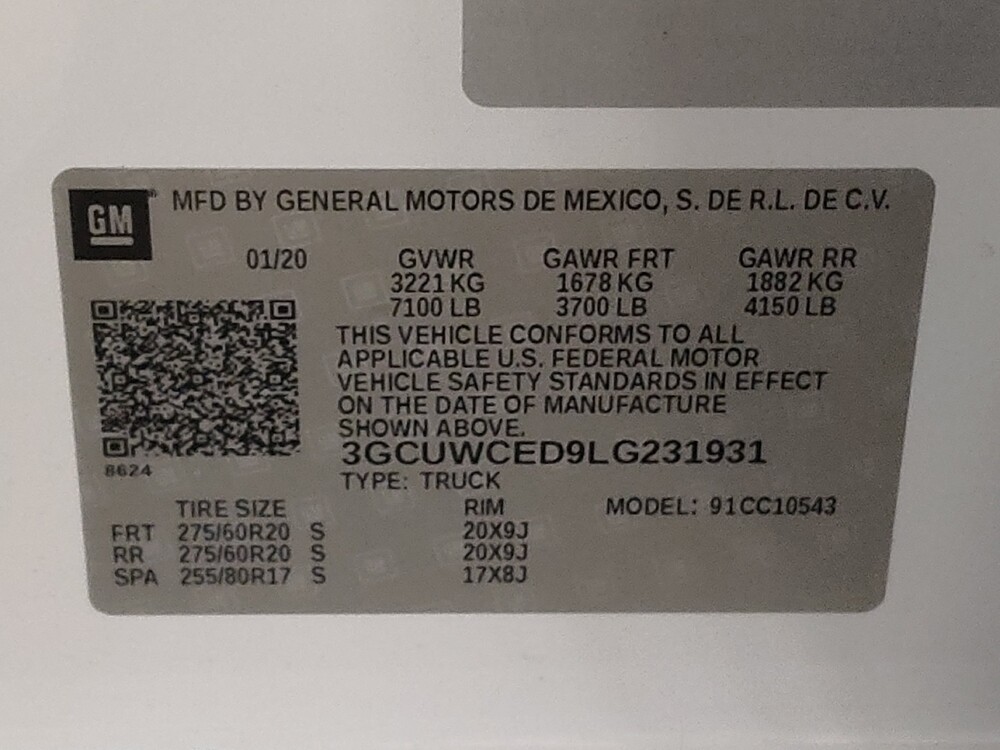 GM® MFD BY GENERAL MOTORS DE MEXICO, S. DE R.L. DE C.V.
01/20 GVWR GAWR FRT GAWR RR
3221 KG 1678 KG 1882 KG
7100 LB 3700 LB 4150 LB
THIS VEHICLE CONFORMS TO ALL
APPLICABLE U.S. FEDERAL MOTOR
VEHICLE SAFETY STANDARDS IN EFFECT
ON THE DATE OF MANUFACTURE
SHOWN ABOVE.
3GCUWCED9LG231931
8624
TYPE: TRUCK
TIRE SIZE RIM MODEL: 91CC10543
FRT 275/60R20 S 20X9J
RR 275/60R20 S 20X9J
SPA 255/80R17 S 17X8J